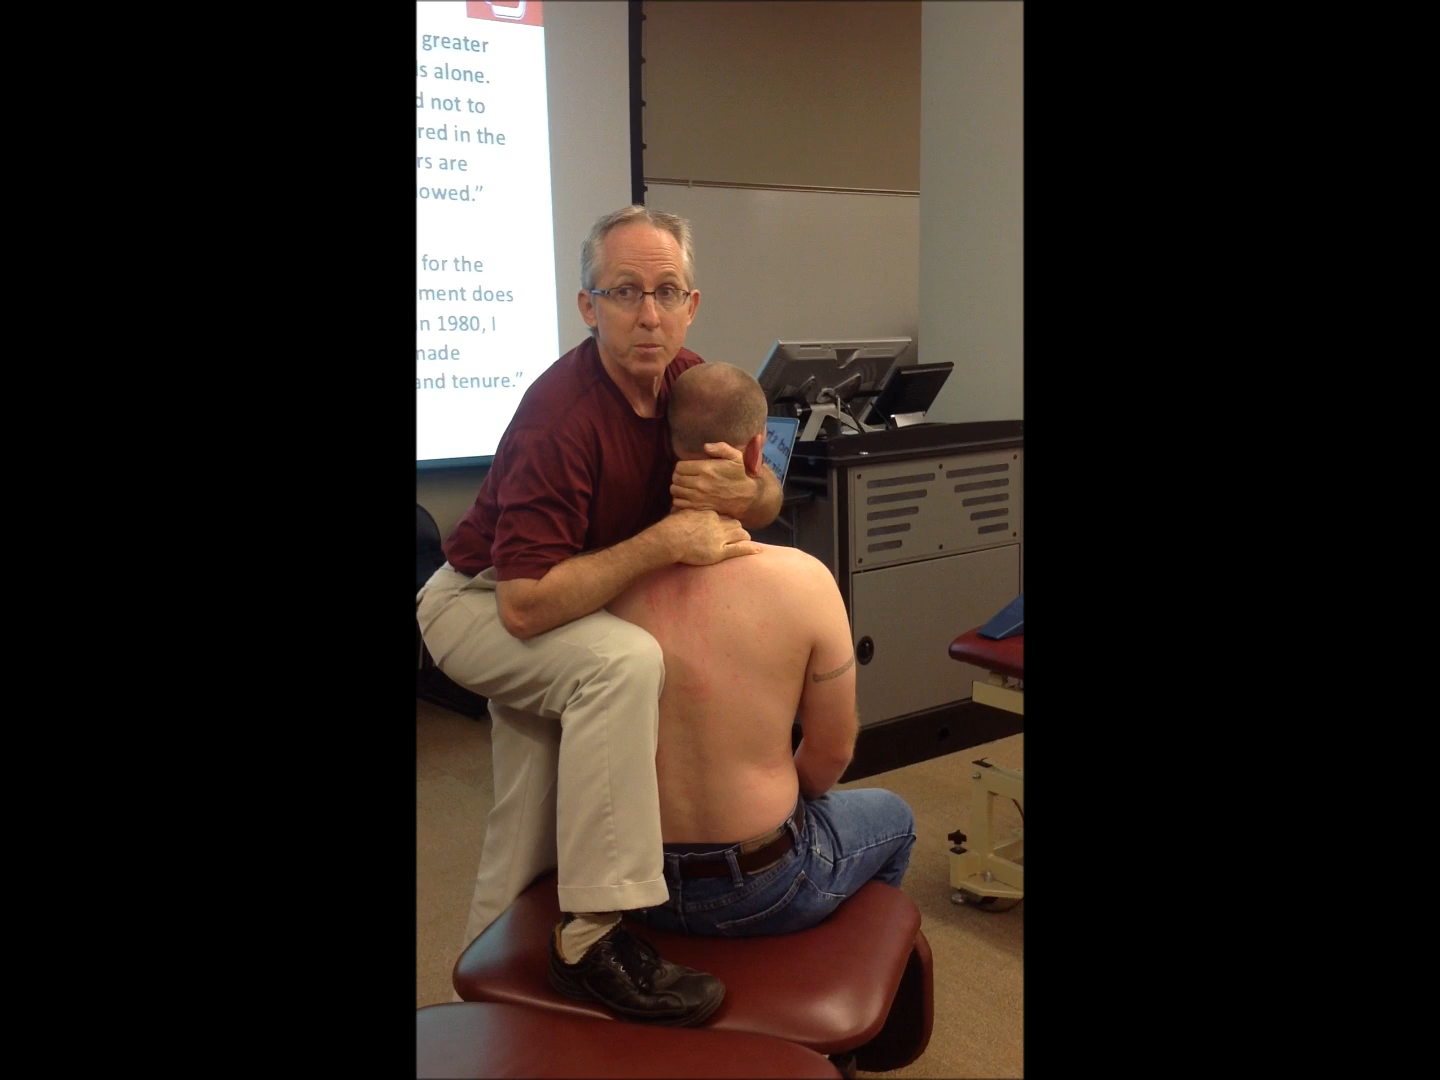 greater
s alone.
d not to
red in the
rs are
owed.”
for the
ment does
n 1980, I
nade
and tenure.”